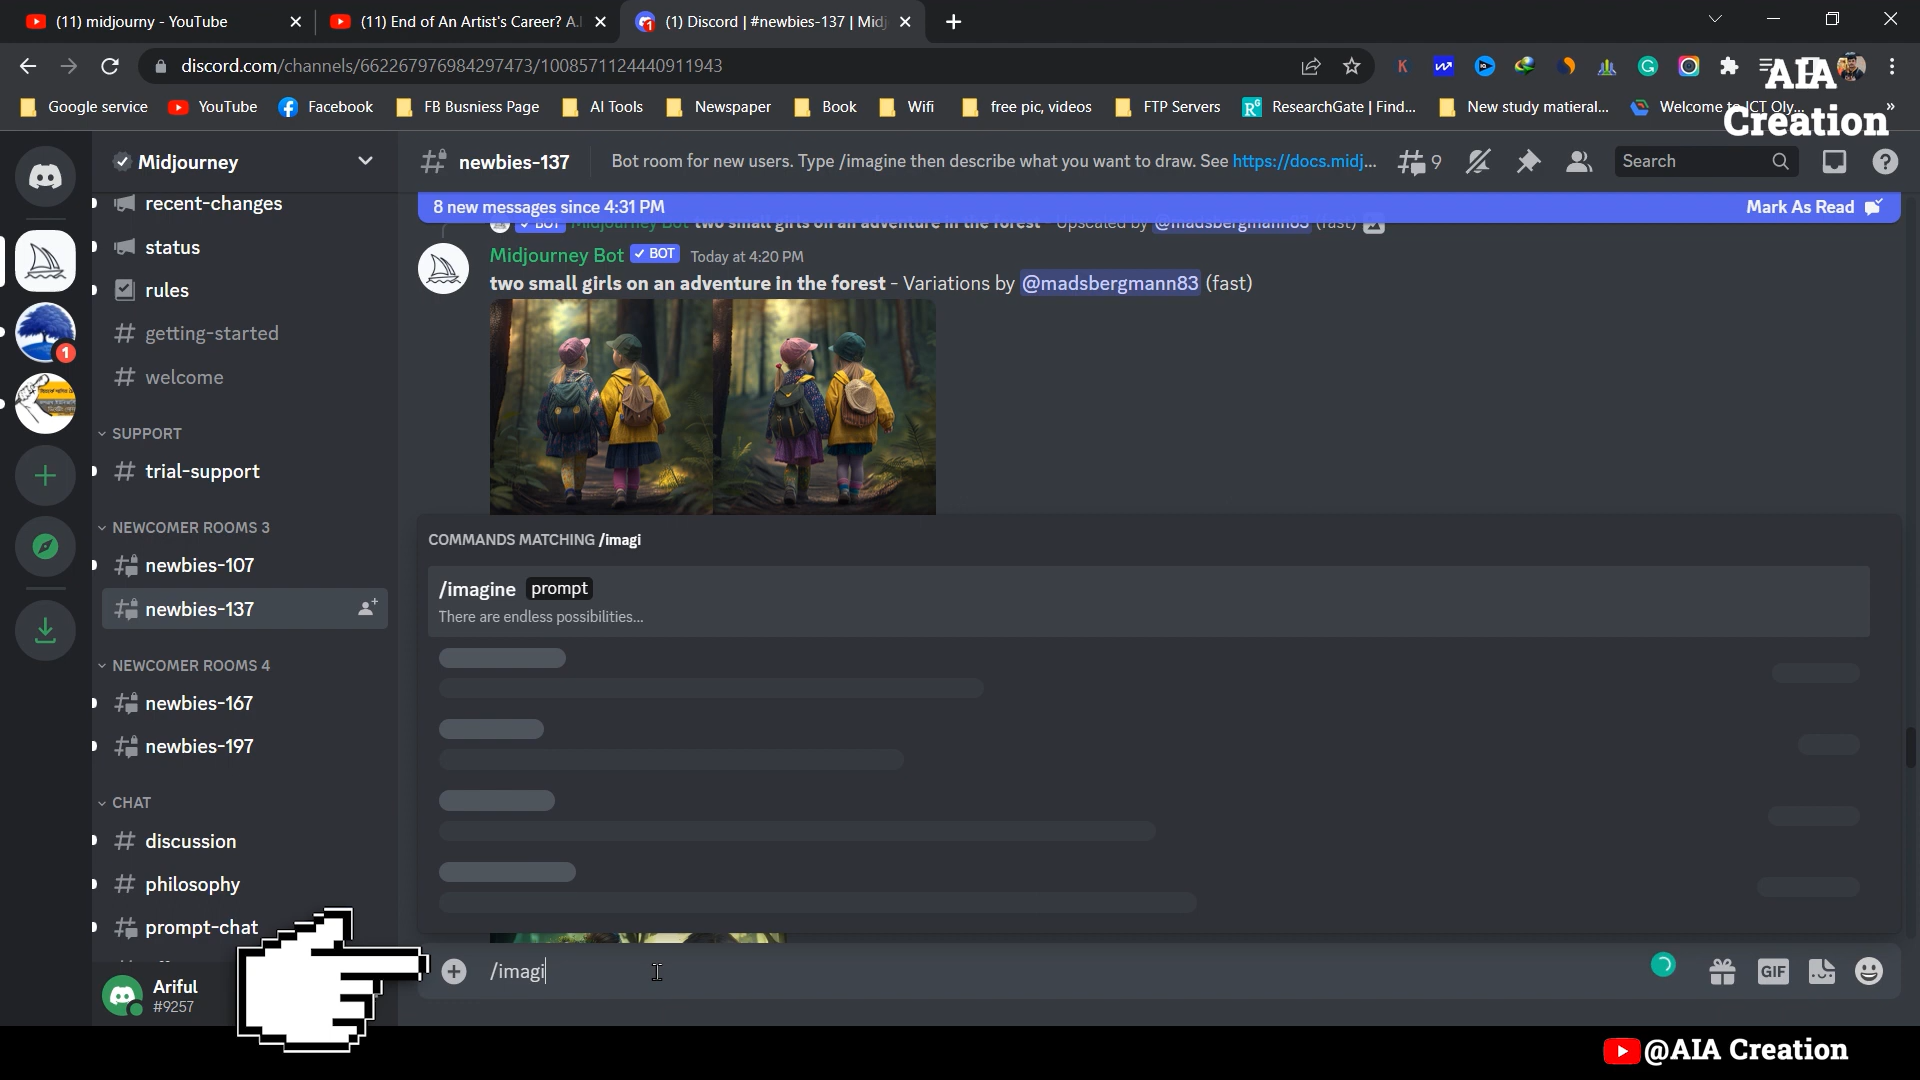 (11) midjourny - YouTube
(11) End of An Artist's Career? A.I
(1) Discord | #newbies-137 | Midj
discord.com/channels/662267976984297473/1008571124440911943
AIA
Creation
Google service
YouTube
Facebook
FB Busniess Page
AI Tools
Newspaper
Book
Wifi
free pic, videos
FTP Servers
ResearchGate | Find...
New study matieral...
Welcome to ICT Oly...
Midjourney
newbies-137
Bot room for new users. Type /imagine then describe what you want to draw. See https://docs.midj...
9
Search
recent-changes
status
rules
getting-started
welcome
SUPPORT
trial-support
NEWCOMER ROOMS 3
newbies-107
newbies-137
NEWCOMER ROOMS 4
newbies-167
newbies-197
CHAT
discussion
philosophy
prompt-chat
Ariful
#9257
1
8 new messages since 4:31 PM
Mark As Read
BOT Midjourney Bot two small girls on an adventure in the forest - Upscaled by @madsbergmann83 (fast)
Midjourney Bot BOT Today at 4:20 PM
two small girls on an adventure in the forest - Variations by @madsbergmann83 (fast)
COMMANDS MATCHING /imagi
/imagine prompt
There are endless possibilities...
/imagi
GIF
@AIA Creation